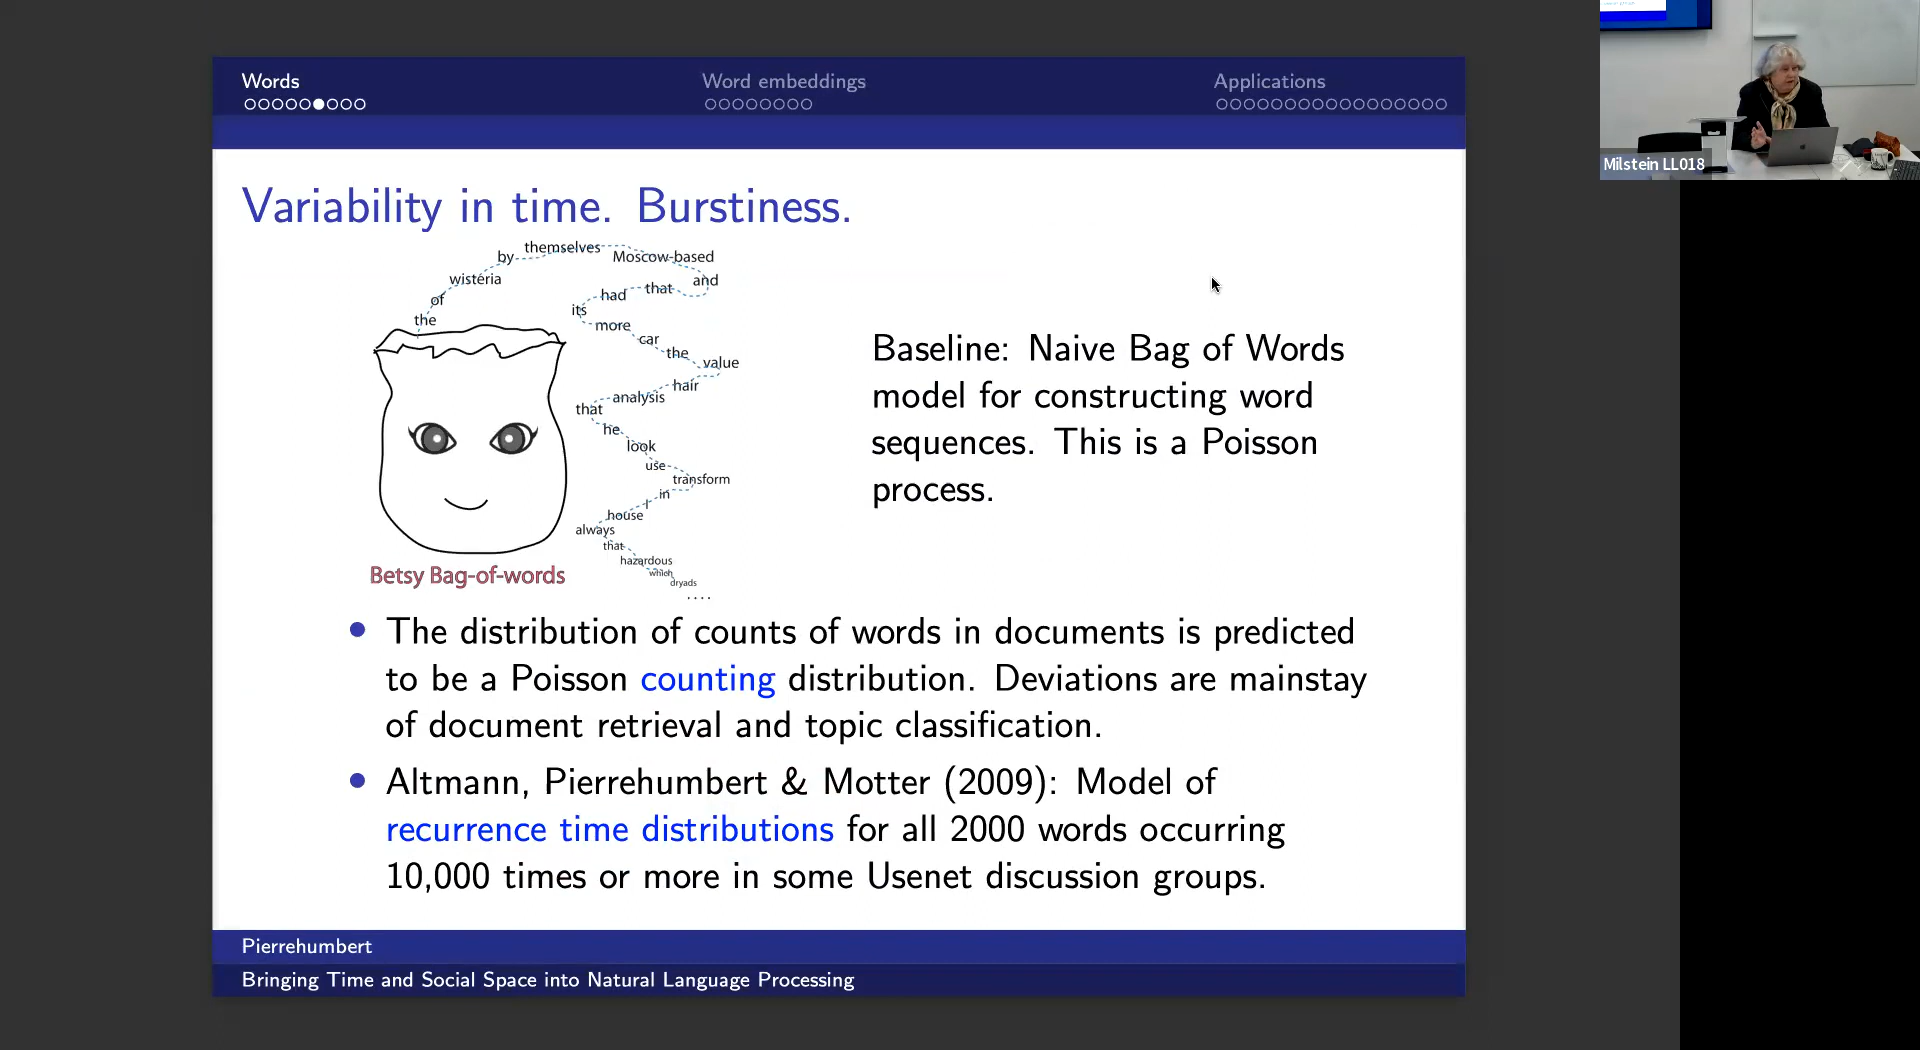 Words
Word embeddings
Applications
Variability in time. Burstiness.
the
of
wisteria
by
themselves
Moscow-based
and
that
had
its
more
car
the
value
hair
analysis
that
he
look
use
transform
in
I
house
always
that
hazardous
which
dryads
....
Betsy Bag-of-words
Baseline: Naive Bag of Words
model for constructing word
sequences. This is a Poisson
process.
The distribution of counts of words in documents is predicted
to be a Poisson counting distribution. Deviations are mainstay
of document retrieval and topic classification.
Altmann, Pierrehumbert & Motter (2009): Model of
recurrence time distributions for all 2000 words occurring
10,000 times or more in some Usenet discussion groups.
Pierrehumbert
Bringing Time and Social Space into Natural Language Processing
Milstein LL018